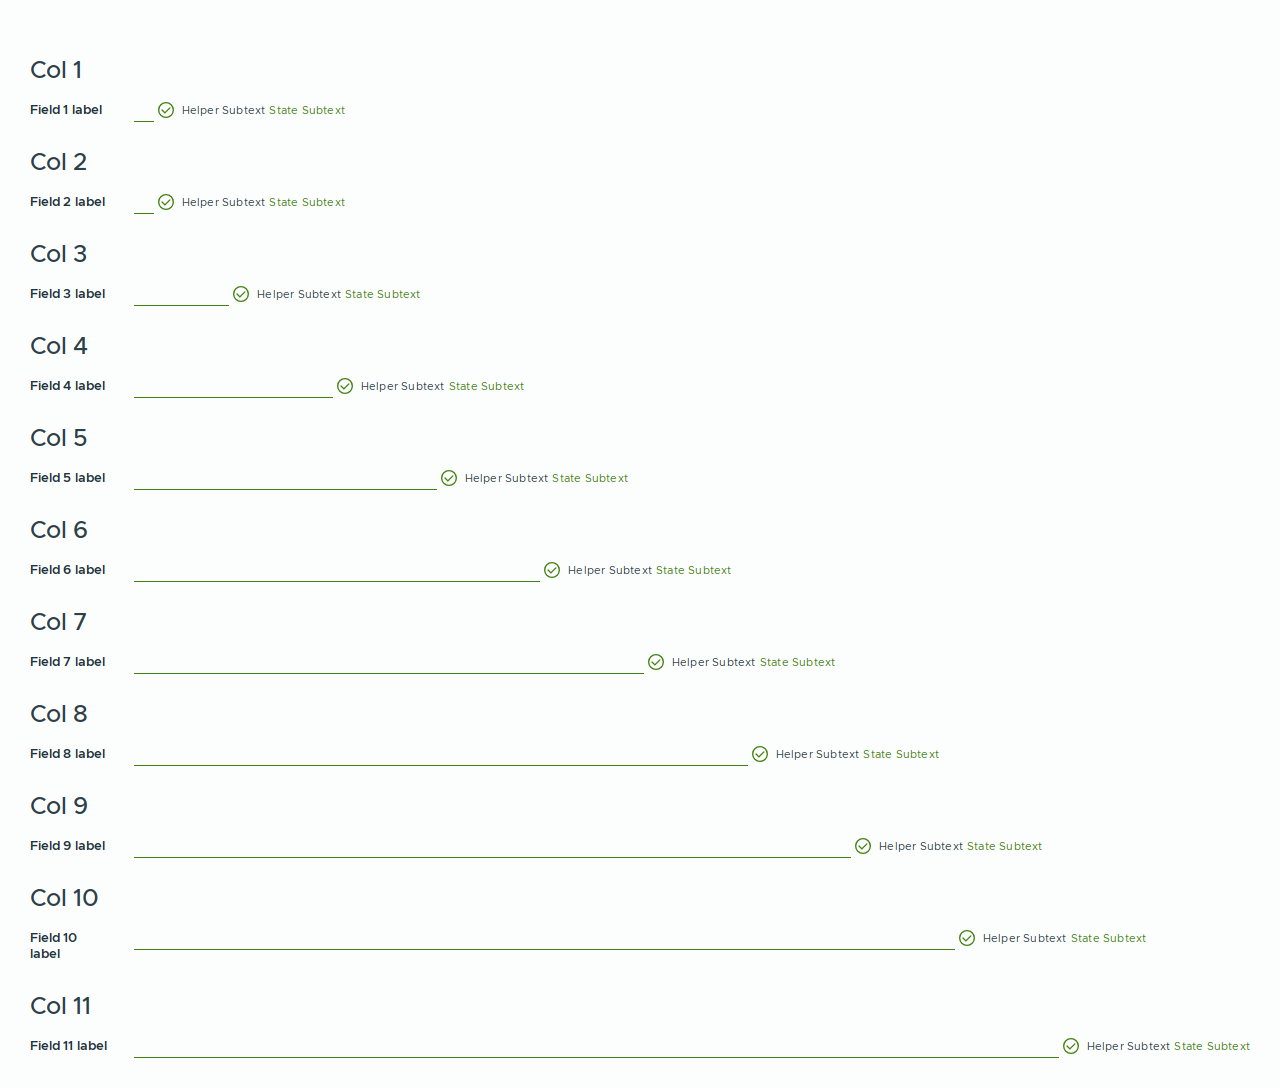 Col 1
Field 1 label Helper Subtext State Subtext
Col 2
Field 2 label Helper Subtext State Subtext
Col 3
Field 3 label Helper Subtext State Subtext
Col 4
Field 4 label Helper Subtext State Subtext
Col 5
Field 5 label Helper Subtext State Subtext
Col 6
Field 6 label Helper Subtext State Subtext
Col 7
Field 7 label Helper Subtext State Subtext
Col 8
Field 8 label Helper Subtext State Subtext
Col 9
Field 9 label Helper Subtext State Subtext
Col 10
Field 10 Helper Subtext State Subtext
label
Col 11
Field 11 label Helper Subtext State Subtext